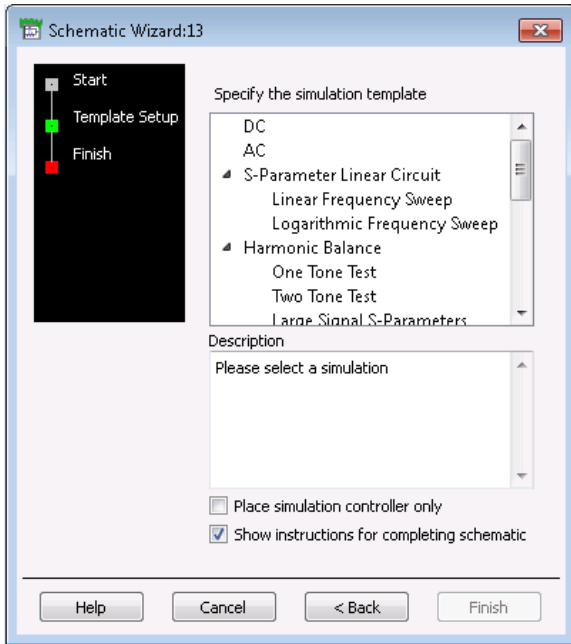 Schematic Wizard:13
Start
Template Setup
Finish
Specify the simulation template
DC
AC
S-Parameter Linear Circuit
Linear Frequency Sweep
Logarithmic Frequency Sweep
Harmonic Balance
One Tone Test
Two Tone Test
Large Signal S-Parameters
Description
Please select a simulation
Place simulation controller only
Show instructions for completing schematic
Help
Cancel
< Back
Finish